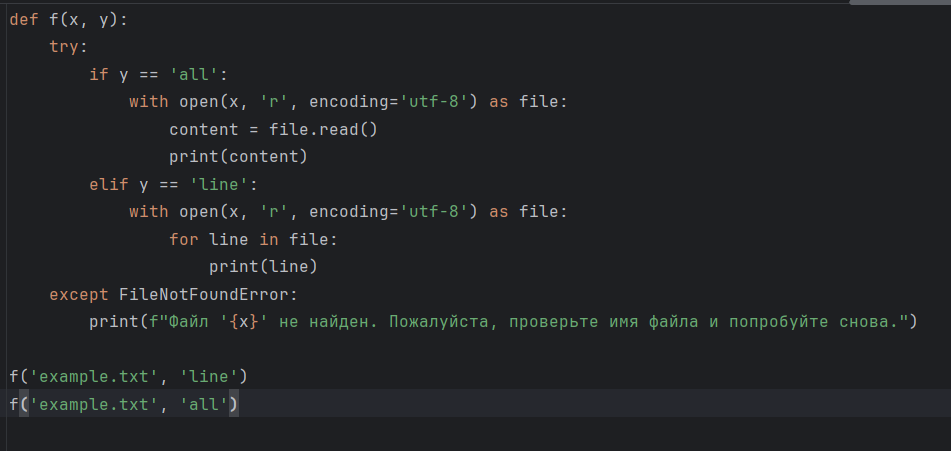 def f(x, y):
    try:
        if y == 'all':
            with open(x, 'r', encoding='utf-8') as file:
                content = file.read()
                print(content)
        elif y == 'line':
            with open(x, 'r', encoding='utf-8') as file:
                for line in file:
                    print(line)
    except FileNotFoundError:
        print(f"Файл '{x}' не найден. Пожалуйста, проверьте имя файла и попробуйте снова.")

f('example.txt', 'line')
f('example.txt', 'all')